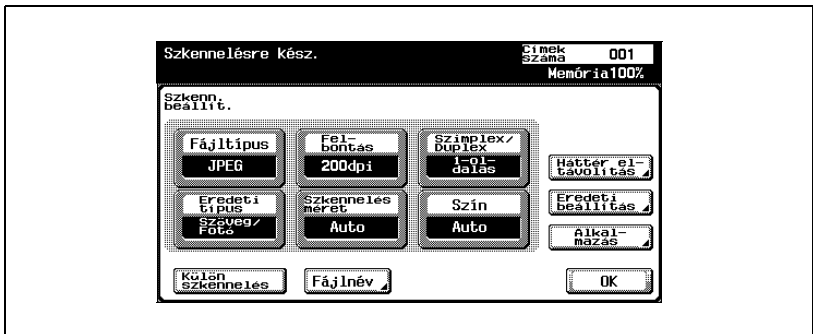 Szkennelésre kész.
Címek
száma 001
Memória100%
Szkenn.
beállít.
Fájltípus
JPEG
Fel-
bontás
200dpi
Szimplex/
Duplex
1-ol-
dalas
Háttér el-
távolítás
Eredeti
típus
Szöveg/
Fotó
Szkennelés
méret
Auto
Szín
Auto
Eredeti
beállítás
Alkal-
mazás
Külön
szkennelés
Fájlnév
OK